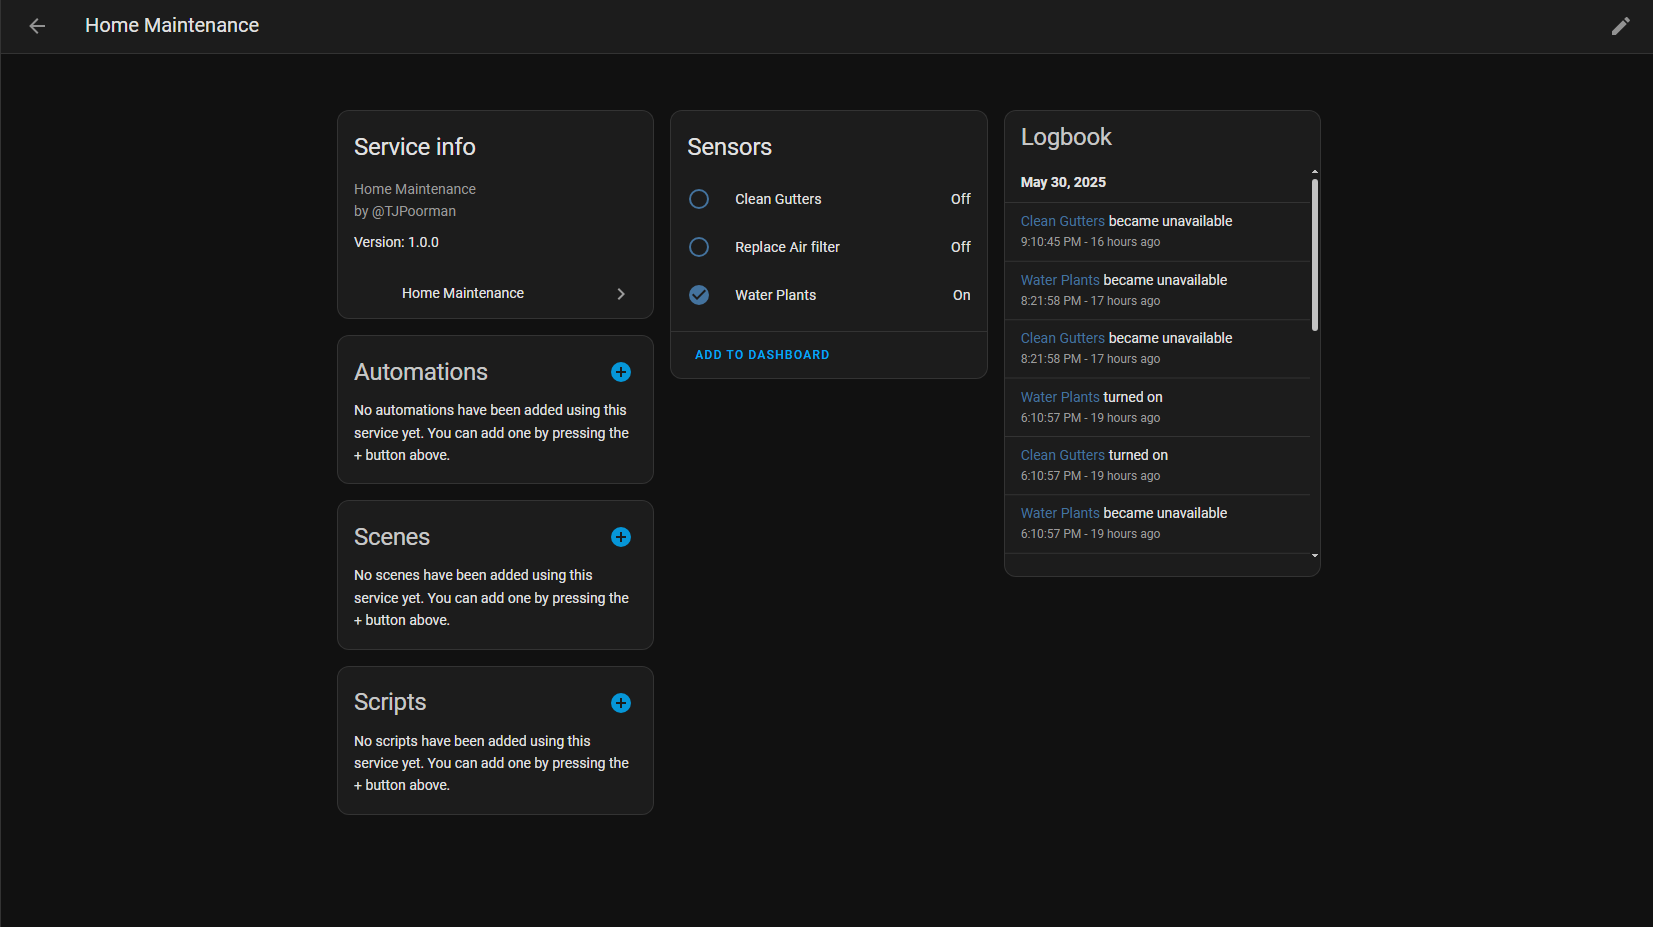 Home Maintenance
Service info
Home Maintenance
by @TJPoorman
Version: 1.0.0
Home Maintenance
Automations
No automations have been added using this
service yet. You can add one by pressing the
+ button above.
Scenes
No scenes have been added using this
service yet. You can add one by pressing the
+ button above.
Scripts
No scripts have been added using this
service yet. You can add one by pressing the
+ button above.
Sensors
Clean Gutters Off
Replace Air filter Off
Water Plants On
ADD TO DASHBOARD
Logbook
May 30, 2025
Clean Gutters became unavailable
9:10:45 PM - 16 hours ago
Water Plants became unavailable
8:21:58 PM - 17 hours ago
Clean Gutters became unavailable
8:21:58 PM - 17 hours ago
Water Plants turned on
6:10:57 PM - 19 hours ago
Clean Gutters turned on
6:10:57 PM - 19 hours ago
Water Plants became unavailable
6:10:57 PM - 19 hours ago